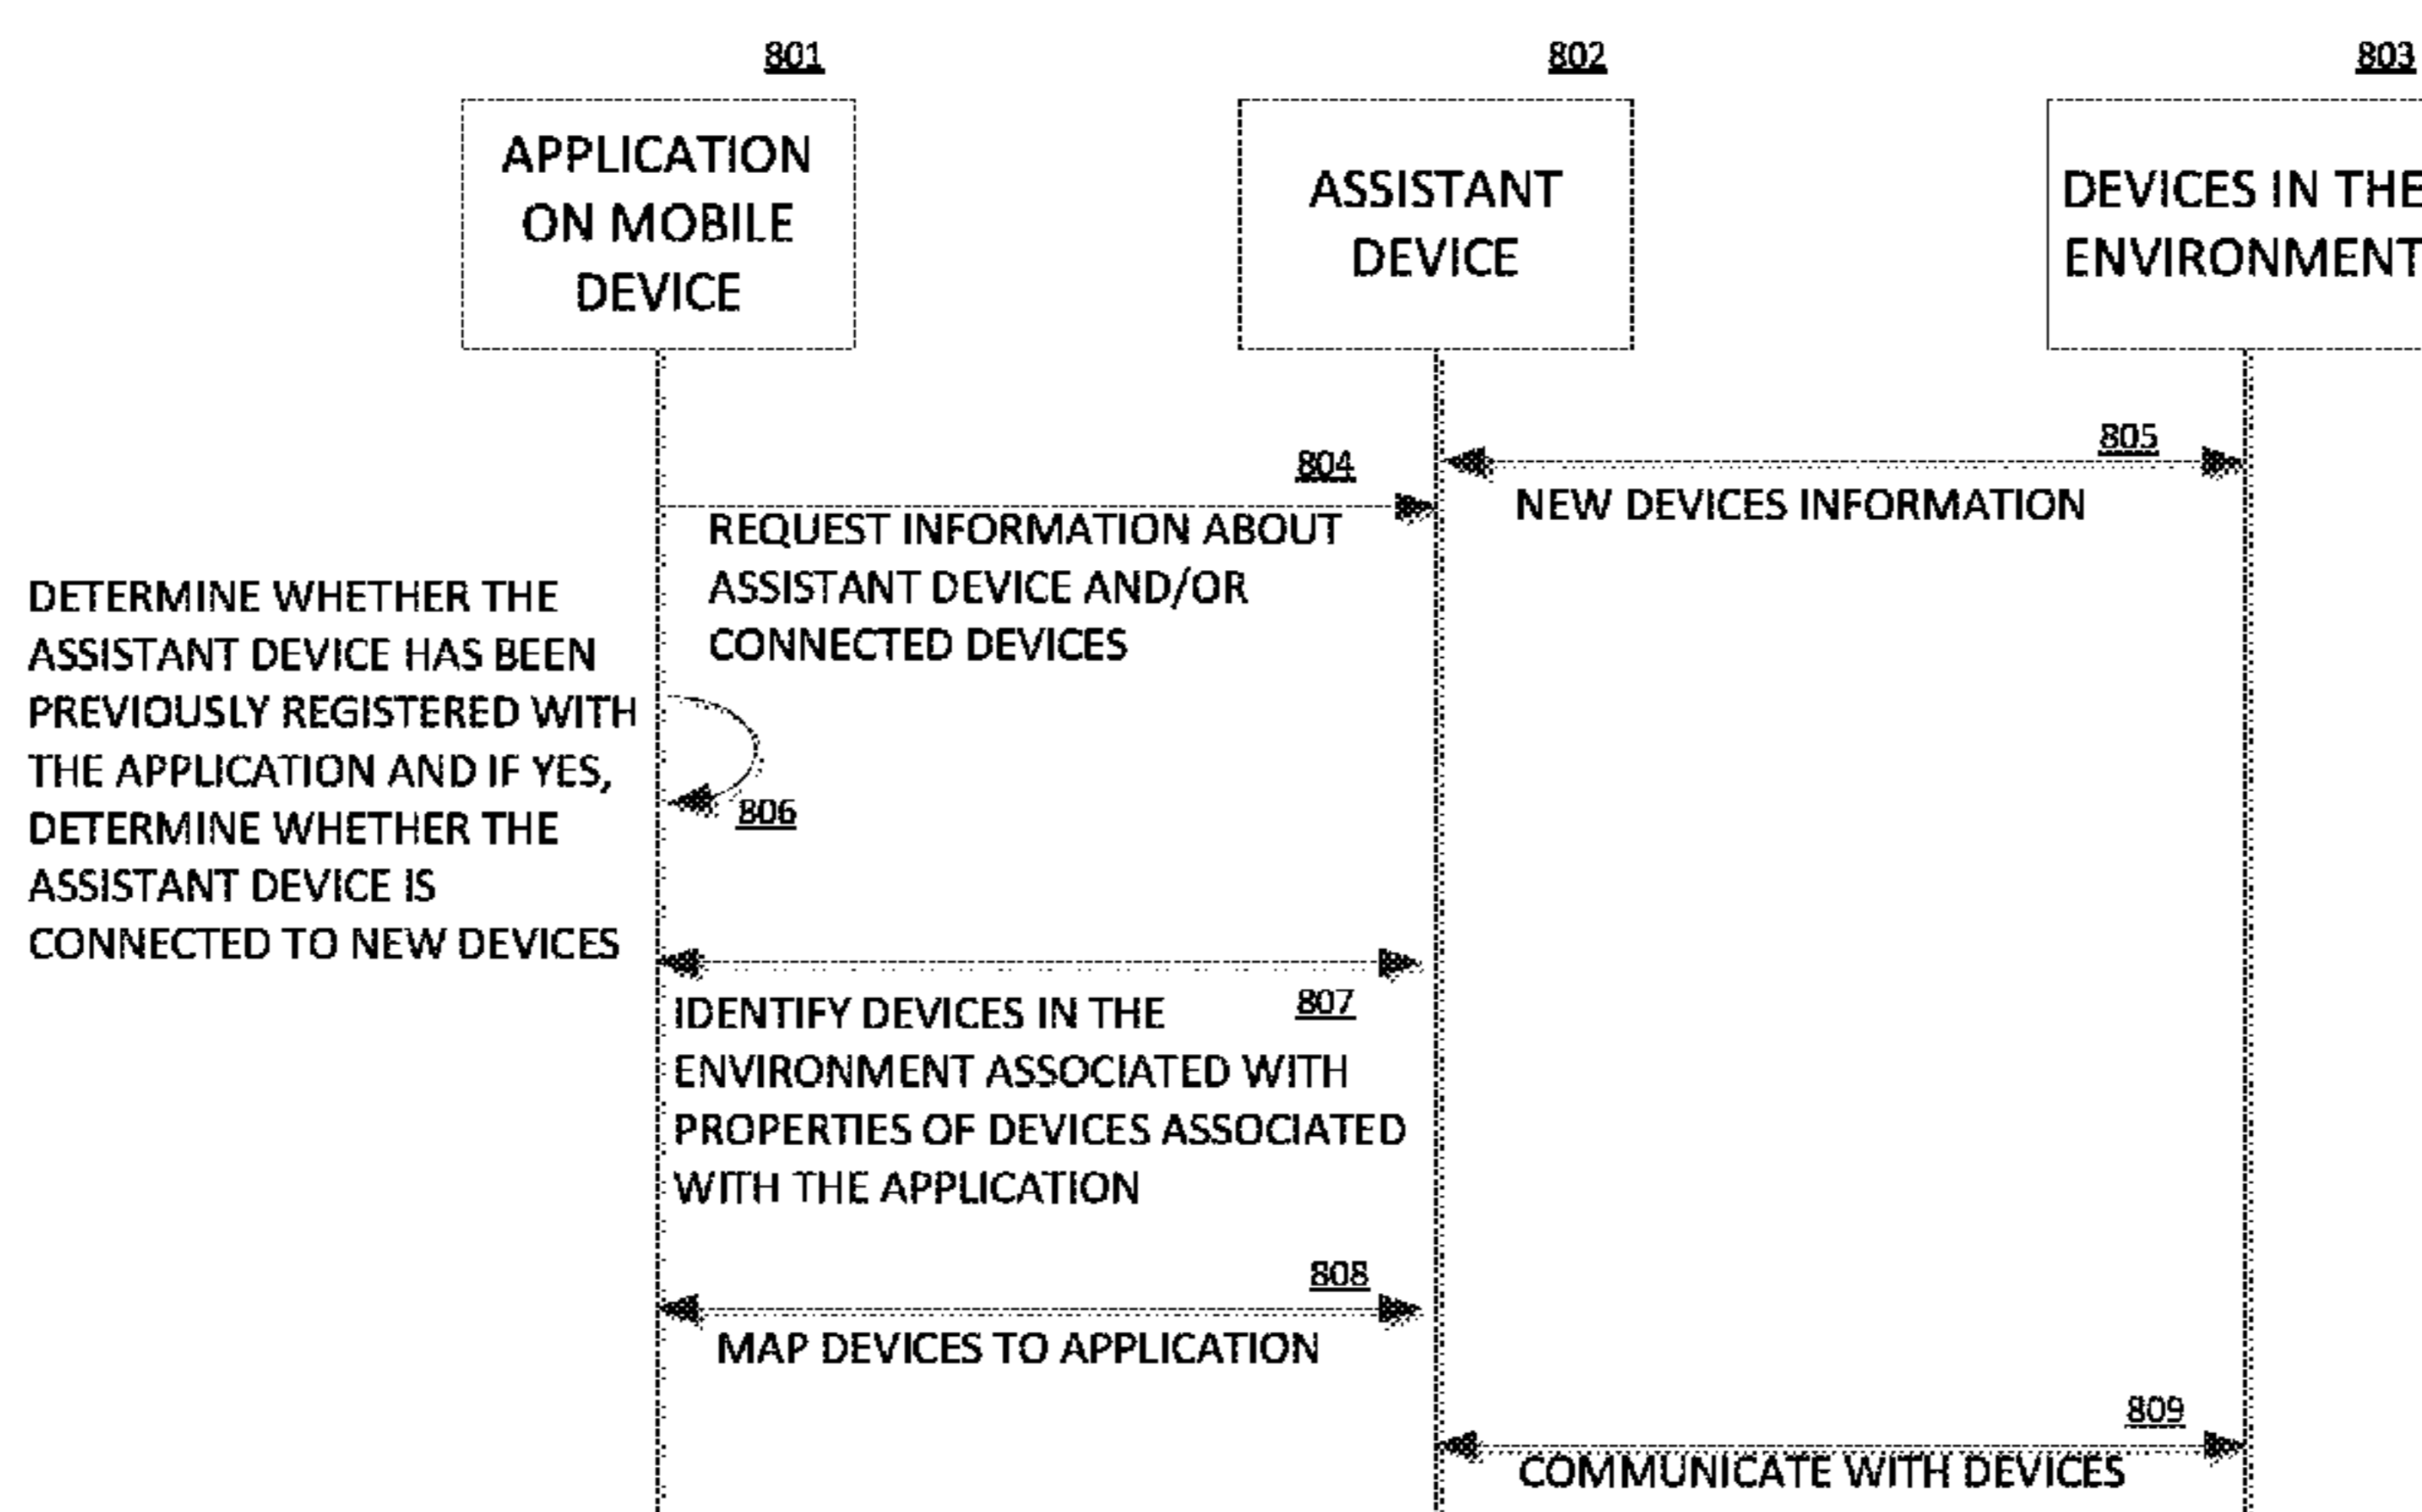 801
802
803
APPLICATION
ON MOBILE
DEVICE
ASSISTANT
DEVICE
DEVICES IN THE
ENVIRONMENT
805
NEW DEVICES INFORMATION
804
REQUEST INFORMATION ABOUT
ASSISTANT DEVICE AND/OR
CONNECTED DEVICES
DETERMINE WHETHER THE
ASSISTANT DEVICE HAS BEEN
PREVIOUSLY REGISTERED WITH
THE APPLICATION AND IF YES,
DETERMINE WHETHER THE
ASSISTANT DEVICE IS
CONNECTED TO NEW DEVICES
806
807
IDENTIFY DEVICES IN THE
ENVIRONMENT ASSOCIATED WITH
PROPERTIES OF DEVICES ASSOCIATED
WITH THE APPLICATION
808
MAP DEVICES TO APPLICATION
809
COMMUNICATE WITH DEVICES